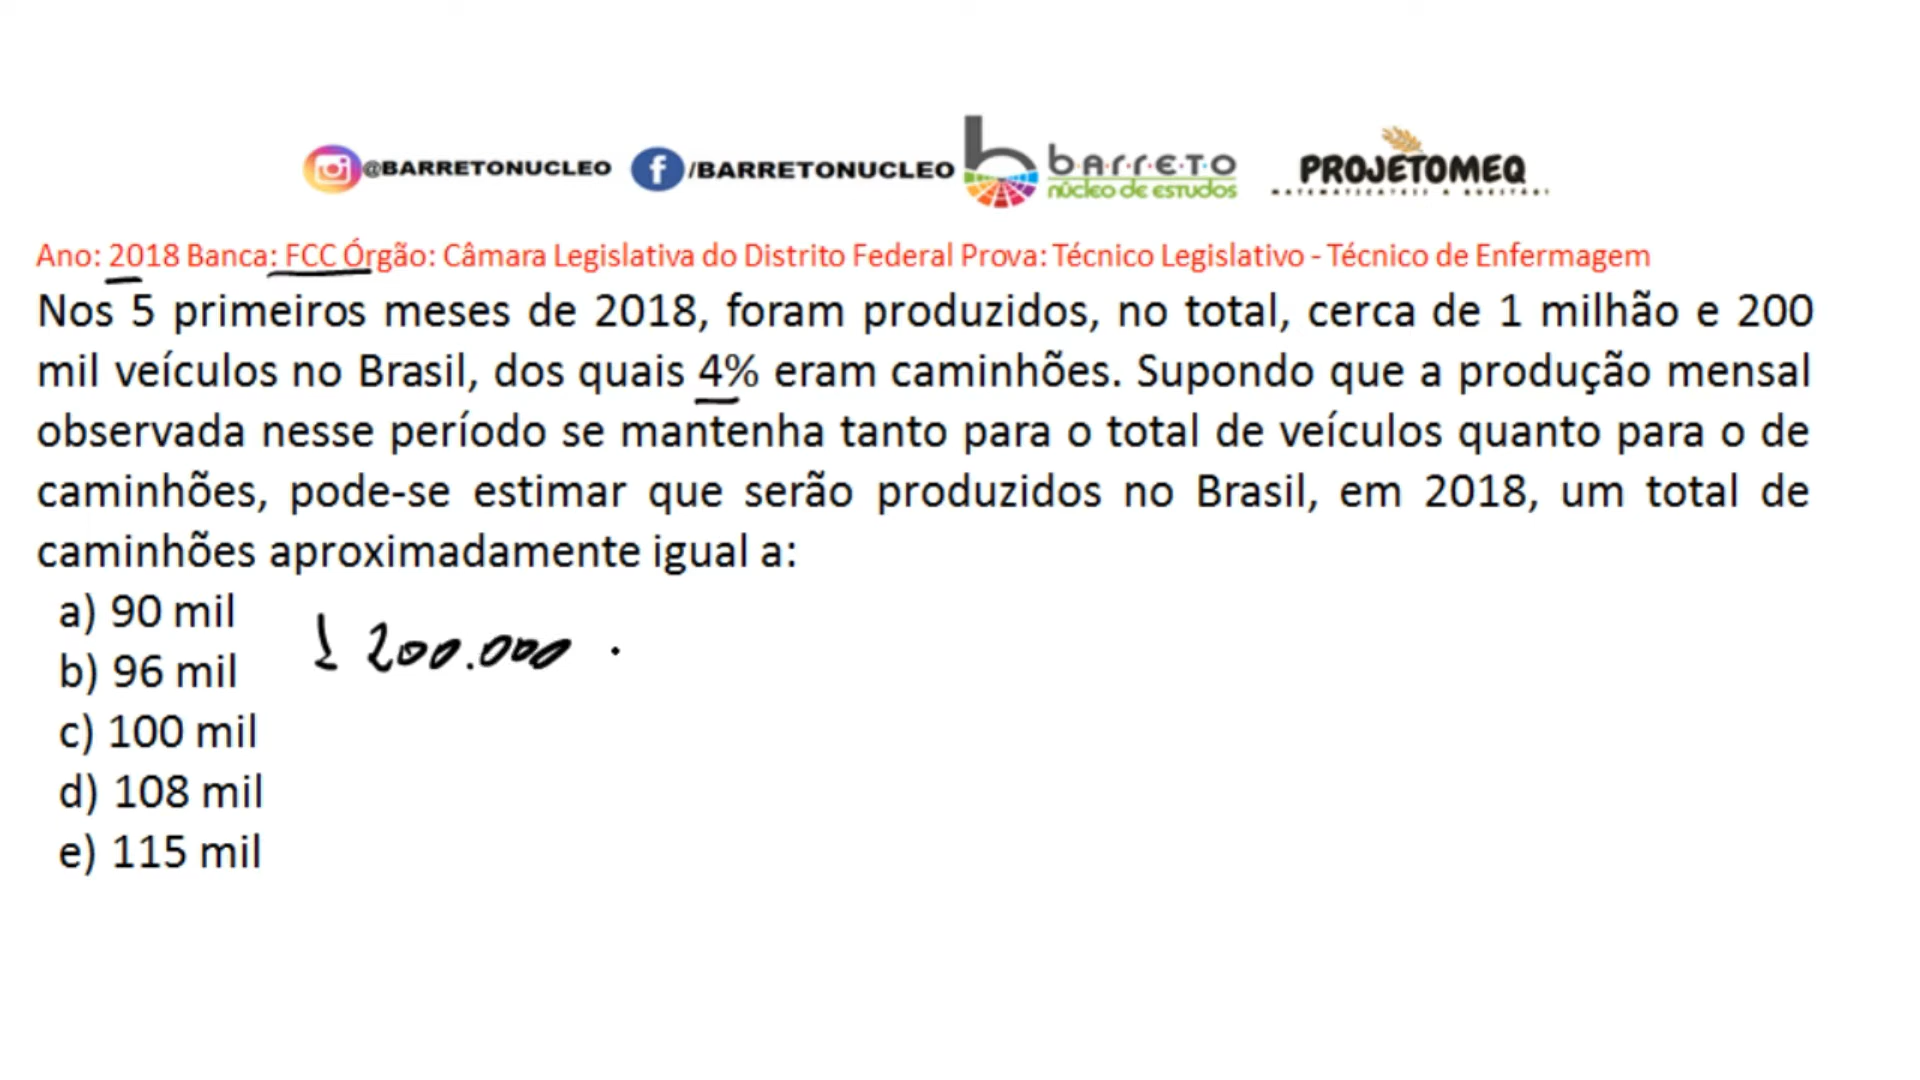 @BARRETONUCLEO /BARRETONUCLEO barreto PROJETOMEQ
núcleo de estudos
Ano: 2018 Banca: FCC Órgão: Câmara Legislativa do Distrito Federal Prova: Técnico Legislativo - Técnico de Enfermagem
Nos 5 primeiros meses de 2018, foram produzidos, no total, cerca de 1 milhão e 200
mil veículos no Brasil, dos quais 4% eram caminhões. Supondo que a produção mensal
observada nesse período se mantenha tanto para o total de veículos quanto para o de
caminhões, pode-se estimar que serão produzidos no Brasil, em 2018, um total de
caminhões aproximadamente igual a:
a) 90 mil
1 200.000 .
b) 96 mil
c) 100 mil
d) 108 mil
e) 115 mil